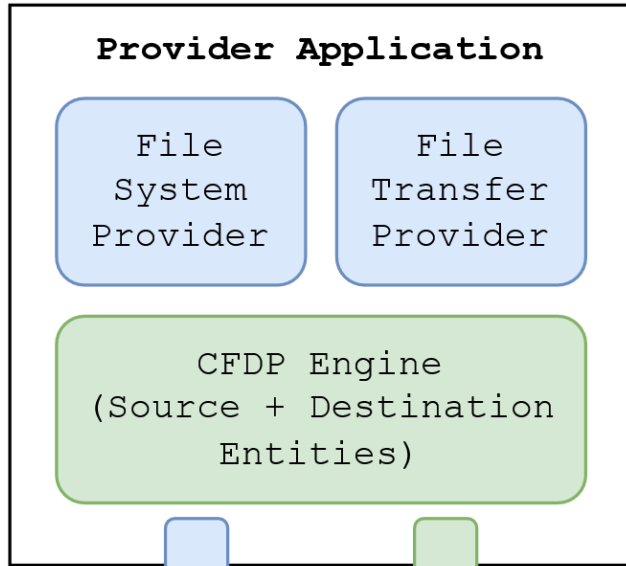 Provider Application
File
System
Provider
File
Transfer
Provider
CFDP Engine
(Source + Destination
Entities)